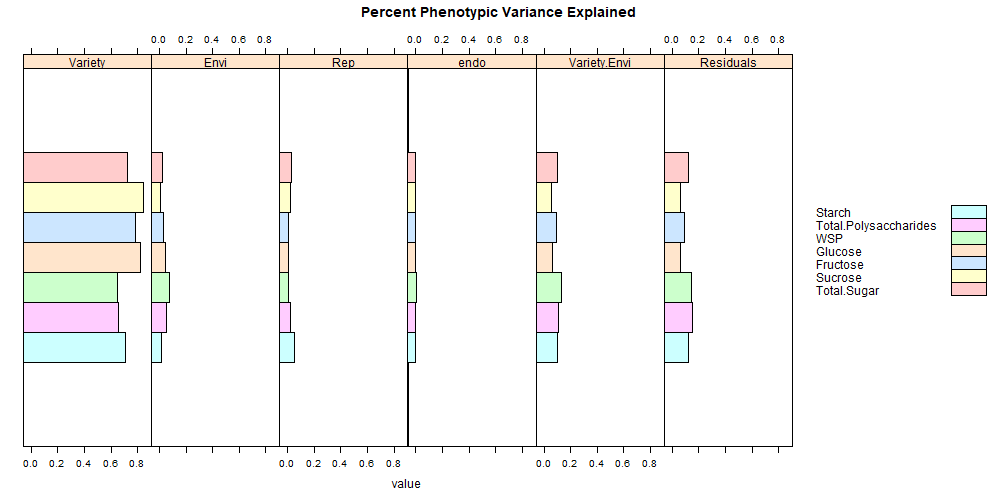 Percent Phenotypic Variance Explained
0.0 0.2 0.4 0.6 0.8 0.0 0.2 0.4 0.6 0.8 0.0 0.2 0.4 0.6 0.8
Variety Envi Rep endo Variety.Envi Residuals
Starch
Total.Polysaccharides
WSP
Glucose
Fructose
Sucrose
Total.Sugar
0.0 0.2 0.4 0.6 0.8 0.0 0.2 0.4 0.6 0.8 0.0 0.2 0.4 0.6 0.8
value